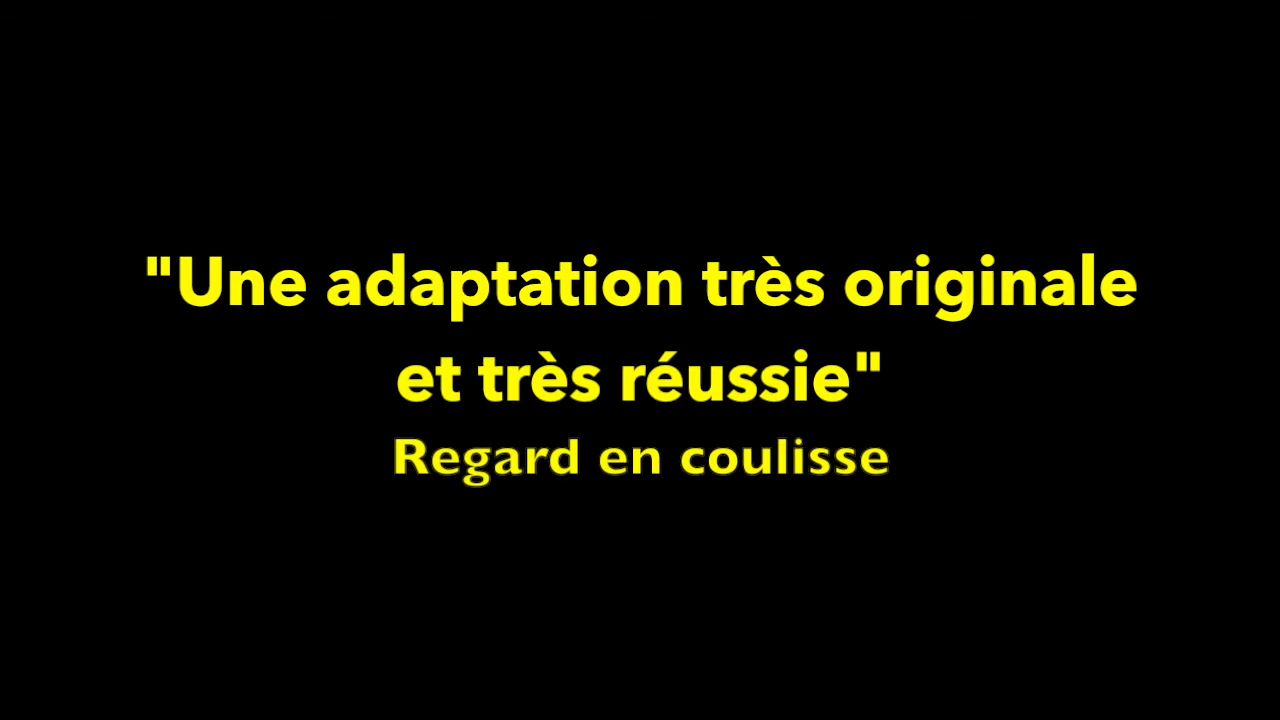 "Une adaptation très originale
et très réussie"
Regard en coulisse